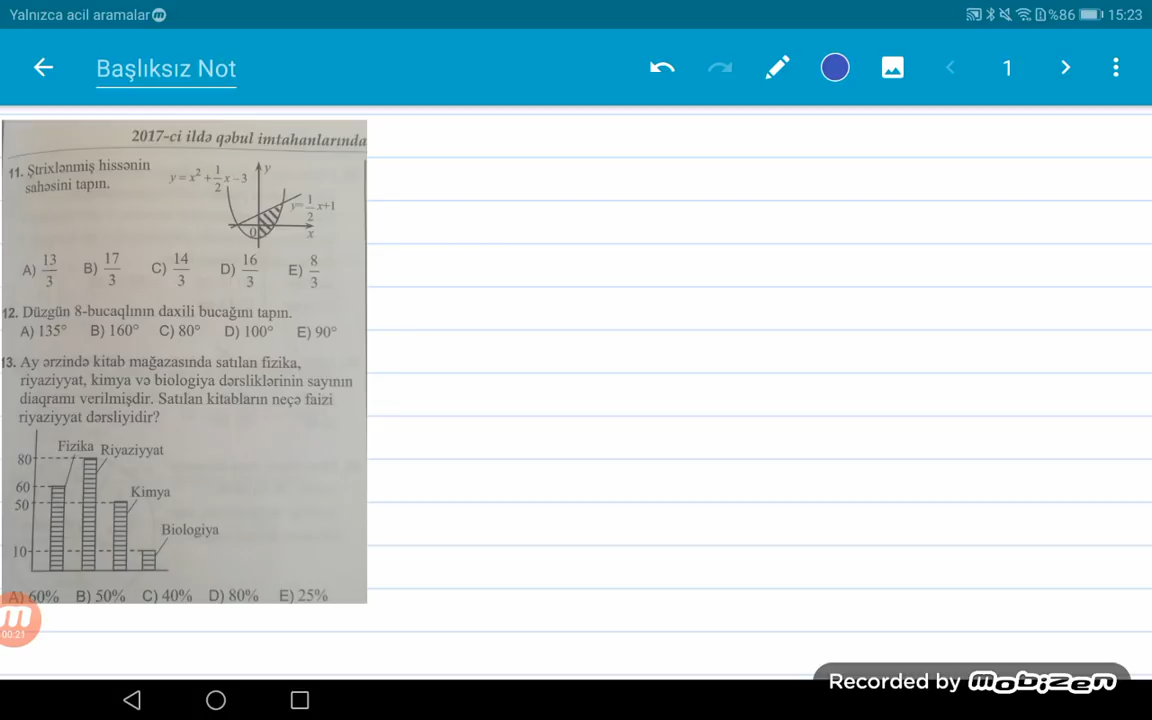 Yalnızca acil aramalar
%86 15:23
Başlıksız Not
1
2017-ci ildə qəbul imtahanlarında
11. Ştrixlənmiş hissənin
sahəsini tapın.
y = x² + 1/2 x – 3
y
y = 1/2 x+1
0
x
A) 13/3 B) 17/3 C) 14/3 D) 16/3 E) 8/3
12. Düzgün 8-bucaqlının daxili bucağını tapın.
A) 135° B) 160° C) 80° D) 100° E) 90°
13. Ay ərzində kitab mağazasında satılan fizika,
riyaziyyat, kimya və biologiya dərsliklərinin sayının
diaqramı verilmişdir. Satılan kitabların neçə faizi
riyaziyyat dərsliyidir?
Fizika Riyaziyyat
80
60
Kimya
50
Biologiya
10
A) 60% B) 50% C) 40% D) 80% E) 25%
00:21
Recorded by mobizen